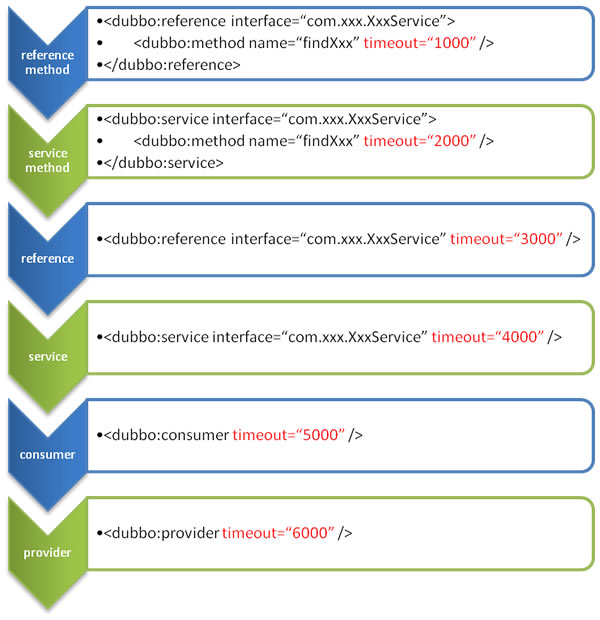 reference
method
•<dubbo:reference interface=“com.xxx.XxxService”>
• <dubbo:method name=“findXxx” timeout=“1000” />
•</dubbo:reference>
service
method
•<dubbo:service interface=“com.xxx.XxxService”>
• <dubbo:method name=“findXxx” timeout=“2000” />
•</dubbo:service>
reference
•<dubbo:reference interface=“com.xxx.XxxService” timeout=“3000” />
service
•<dubbo:service interface=“com.xxx.XxxService” timeout=“4000” />
consumer
•<dubbo:consumer timeout=“5000” />
provider
•<dubbo:provider timeout=“6000” />